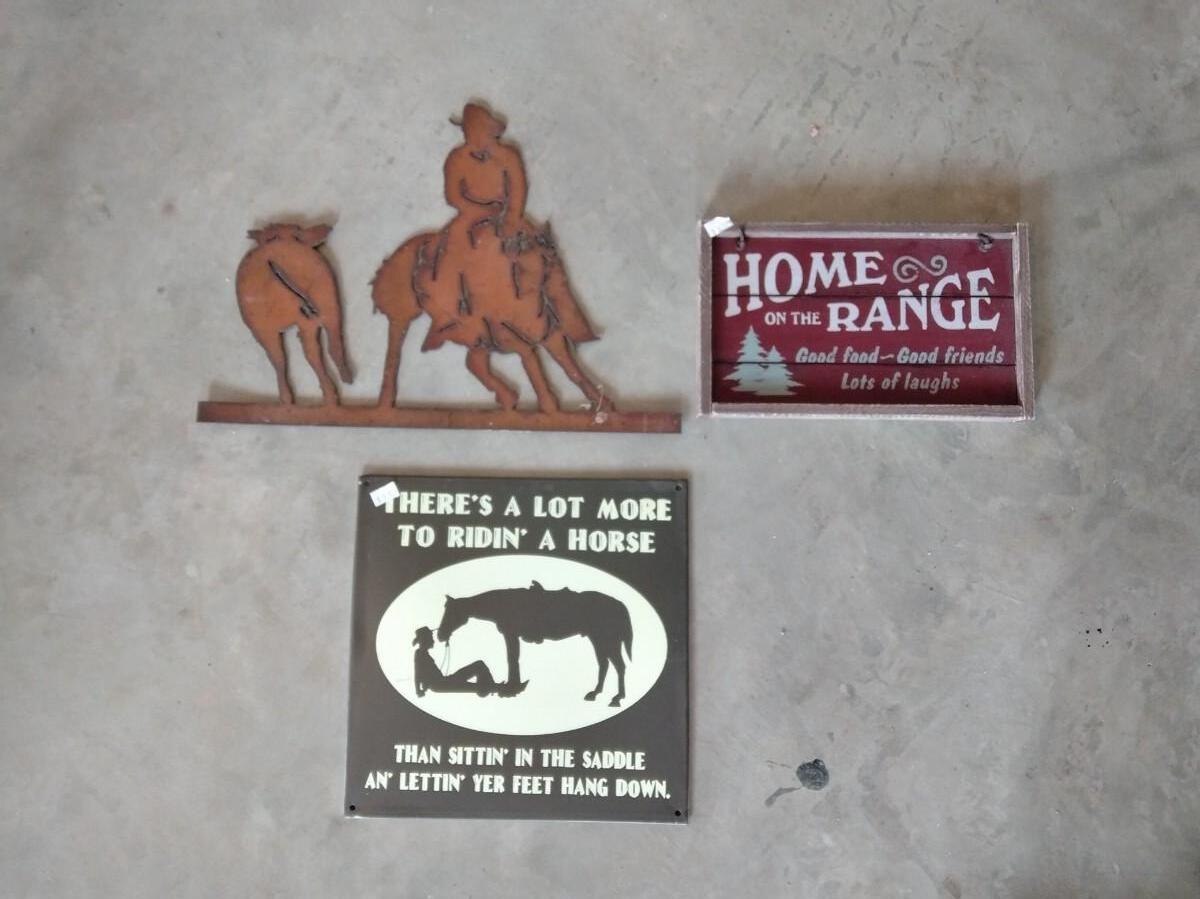 HOME
ON THE RANGE
Good food~Good friends
Lots of laughs
THERE'S A LOT MORE
TO RIDIN' A HORSE
THAN SITTIN' IN THE SADDLE
AN' LETTIN' YER FEET HANG DOWN.